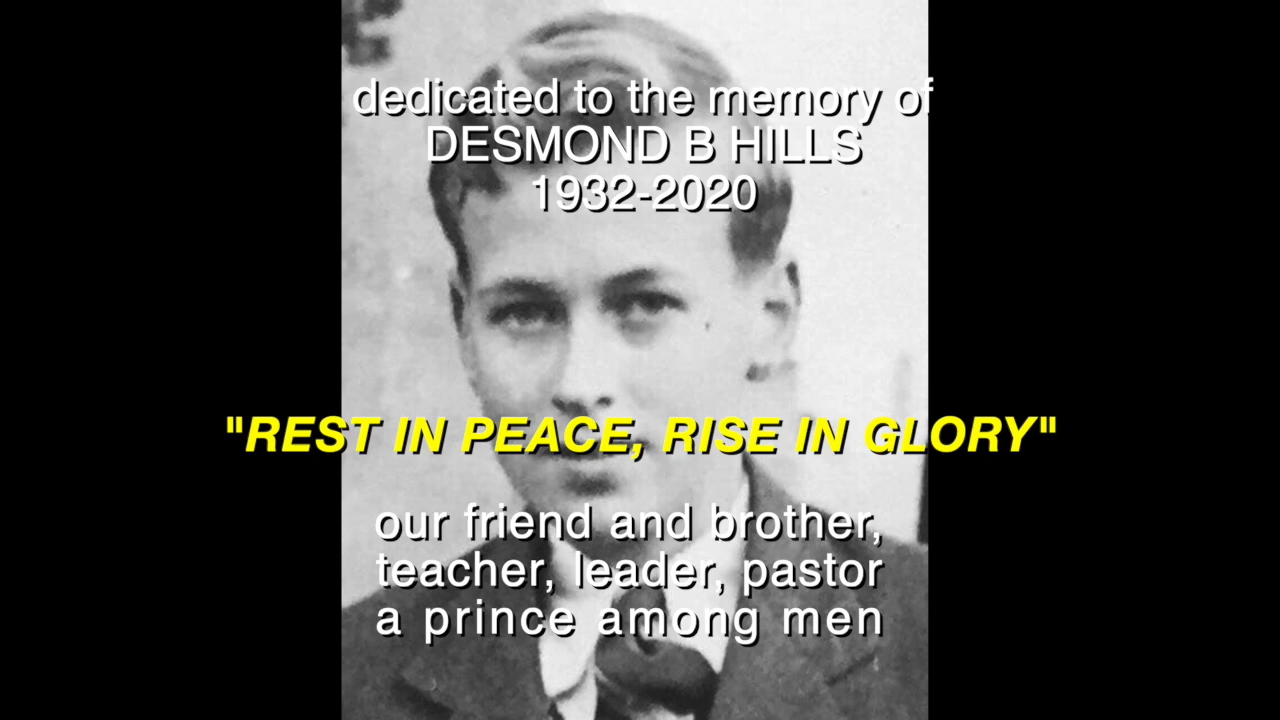 dedicated to the memory of
DESMOND B HILLS
1932-2020
"REST IN PEACE, RISE IN GLORY"
our friend and brother,
teacher, leader, pastor
a prince among men